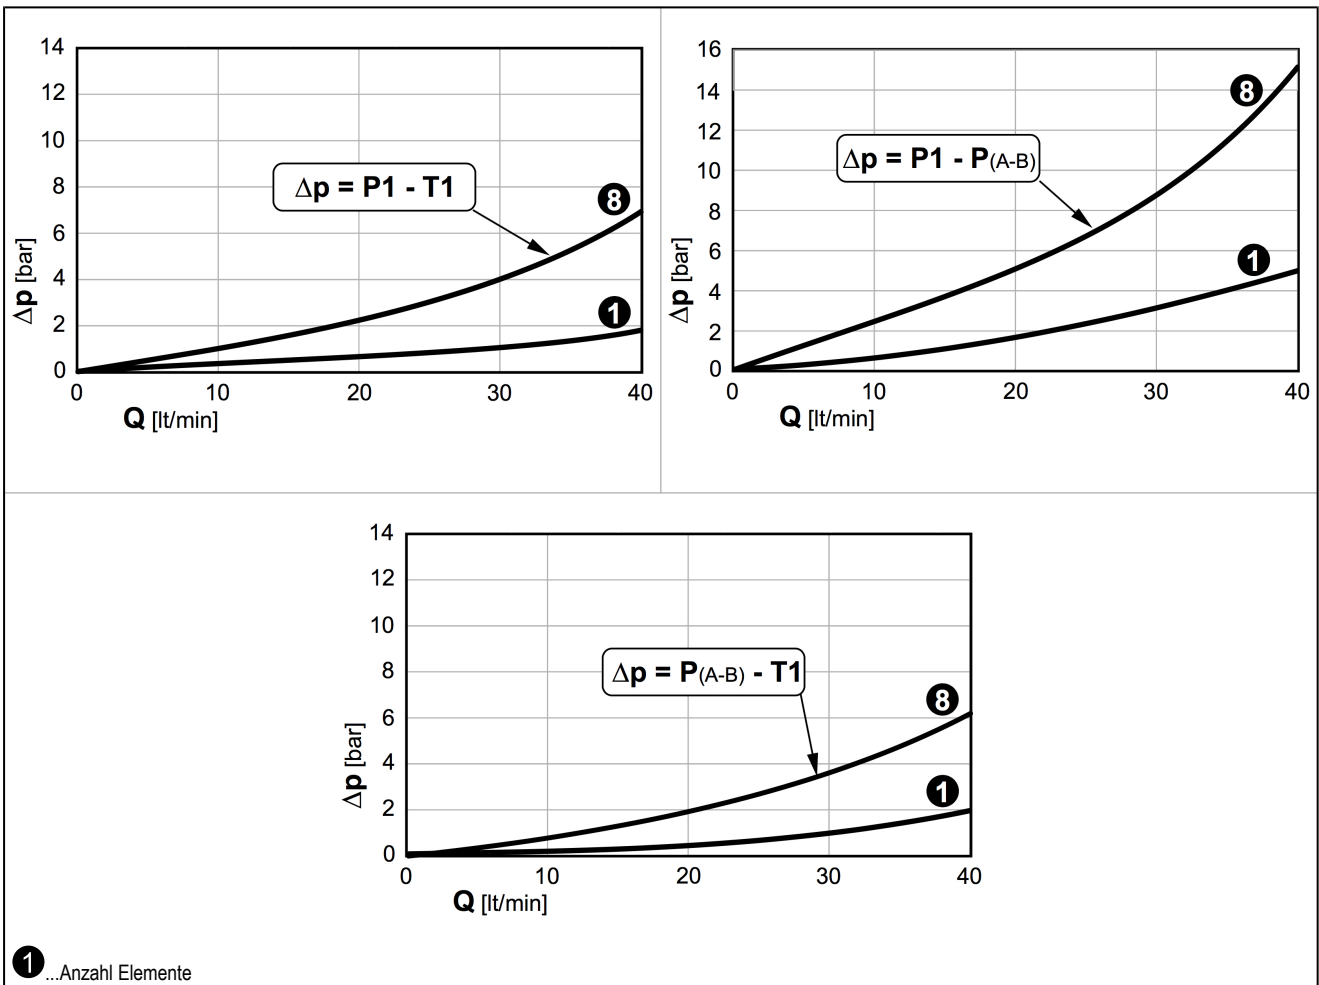 14
12
10
8
6
4
2
0
Δp [bar]
Δp = P1 - T1
8
1
0 10 20 30 40
Q [lt/min]
16
14
12
10
8
6
4
2
0
Δp [bar]
Δp = P1 - P(A-B)
8
1
0 10 20 30 40
Q [lt/min]
14
12
10
8
6
4
2
0
Δp [bar]
Δp = P(A-B) - T1
8
1
0 10 20 30 40
Q [lt/min]
1 ...Anzahl Elemente